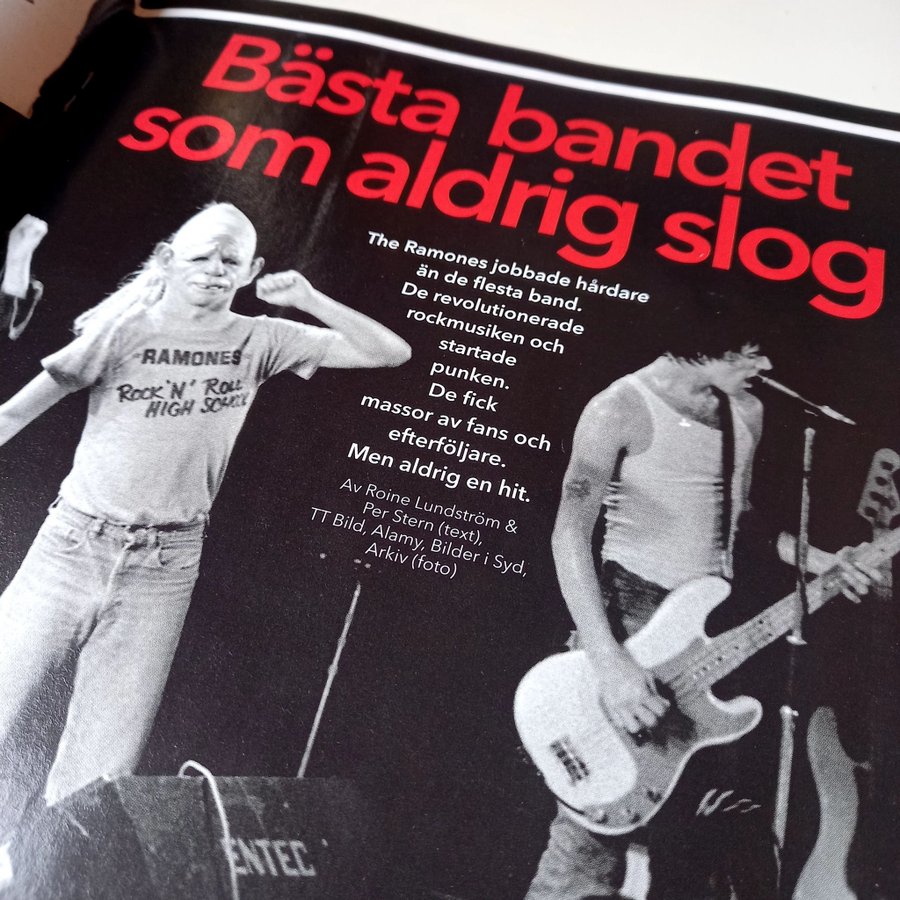 Bästa bandet
som aldrig slog
The Ramones jobbade hårdare
än de flesta band.
De revolutionerade
rockmusiken och
startade
punken.
De fick
massor av fans och
efterföljare.
Men aldrig en hit.
Av Roine Lundström &
Per Stern (text),
TT Bild, Alamy, Bilder i Syd,
Arkiv (foto)
RAMONES
ROCK 'N' ROLL
HIGH SCHOOL
ENTEC